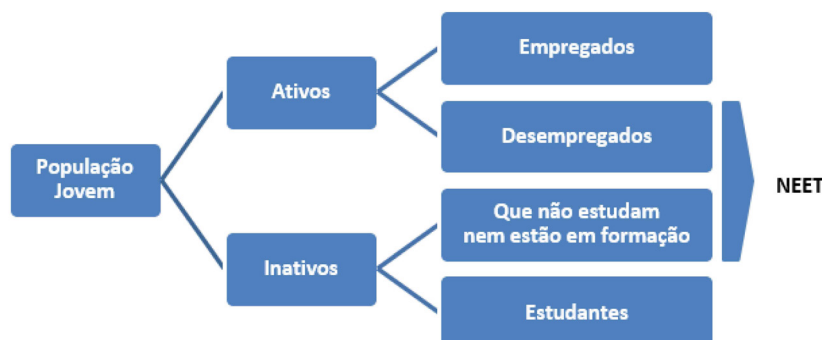 População
Jovem
Ativos
Inativos
Empregados
Desempregados
Que não estudam
nem estão em formação
Estudantes
NEET